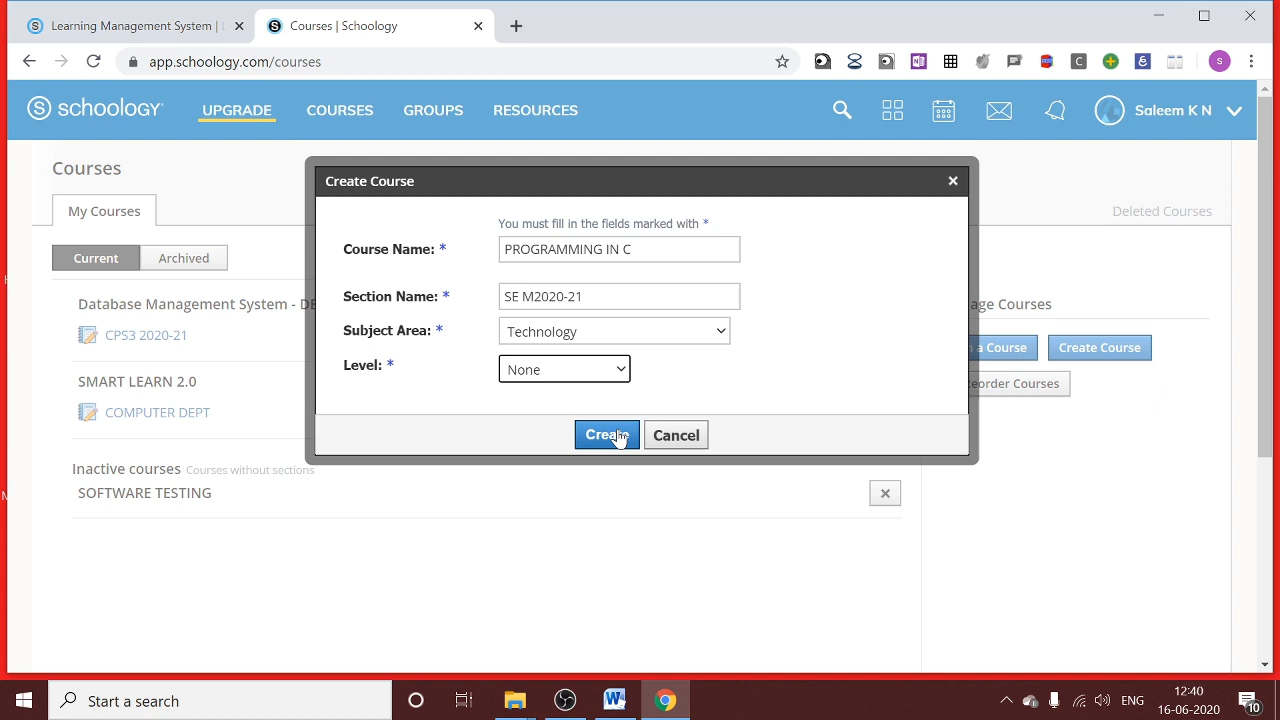 Learning Management System |
Courses | Schoology
app.schoology.com/courses
S schoology
UPGRADE
COURSES
GROUPS
RESOURCES
Saleem K N
Courses
My Courses
Deleted Courses
Current
Archived
Database Management System - DB
CPS3 2020-21
SMART LEARN 2.0
COMPUTER DEPT
Inactive courses Courses without sections
SOFTWARE TESTING
Create Course
You must fill in the fields marked with *
Course Name: * PROGRAMMING IN C
Section Name: * SE M2020-21
Subject Area: * Technology
Level: * None
Create
Cancel
age Courses
a Course
Create Course
eorder Courses
Start a search
ENG
12:40
16-06-2020
10